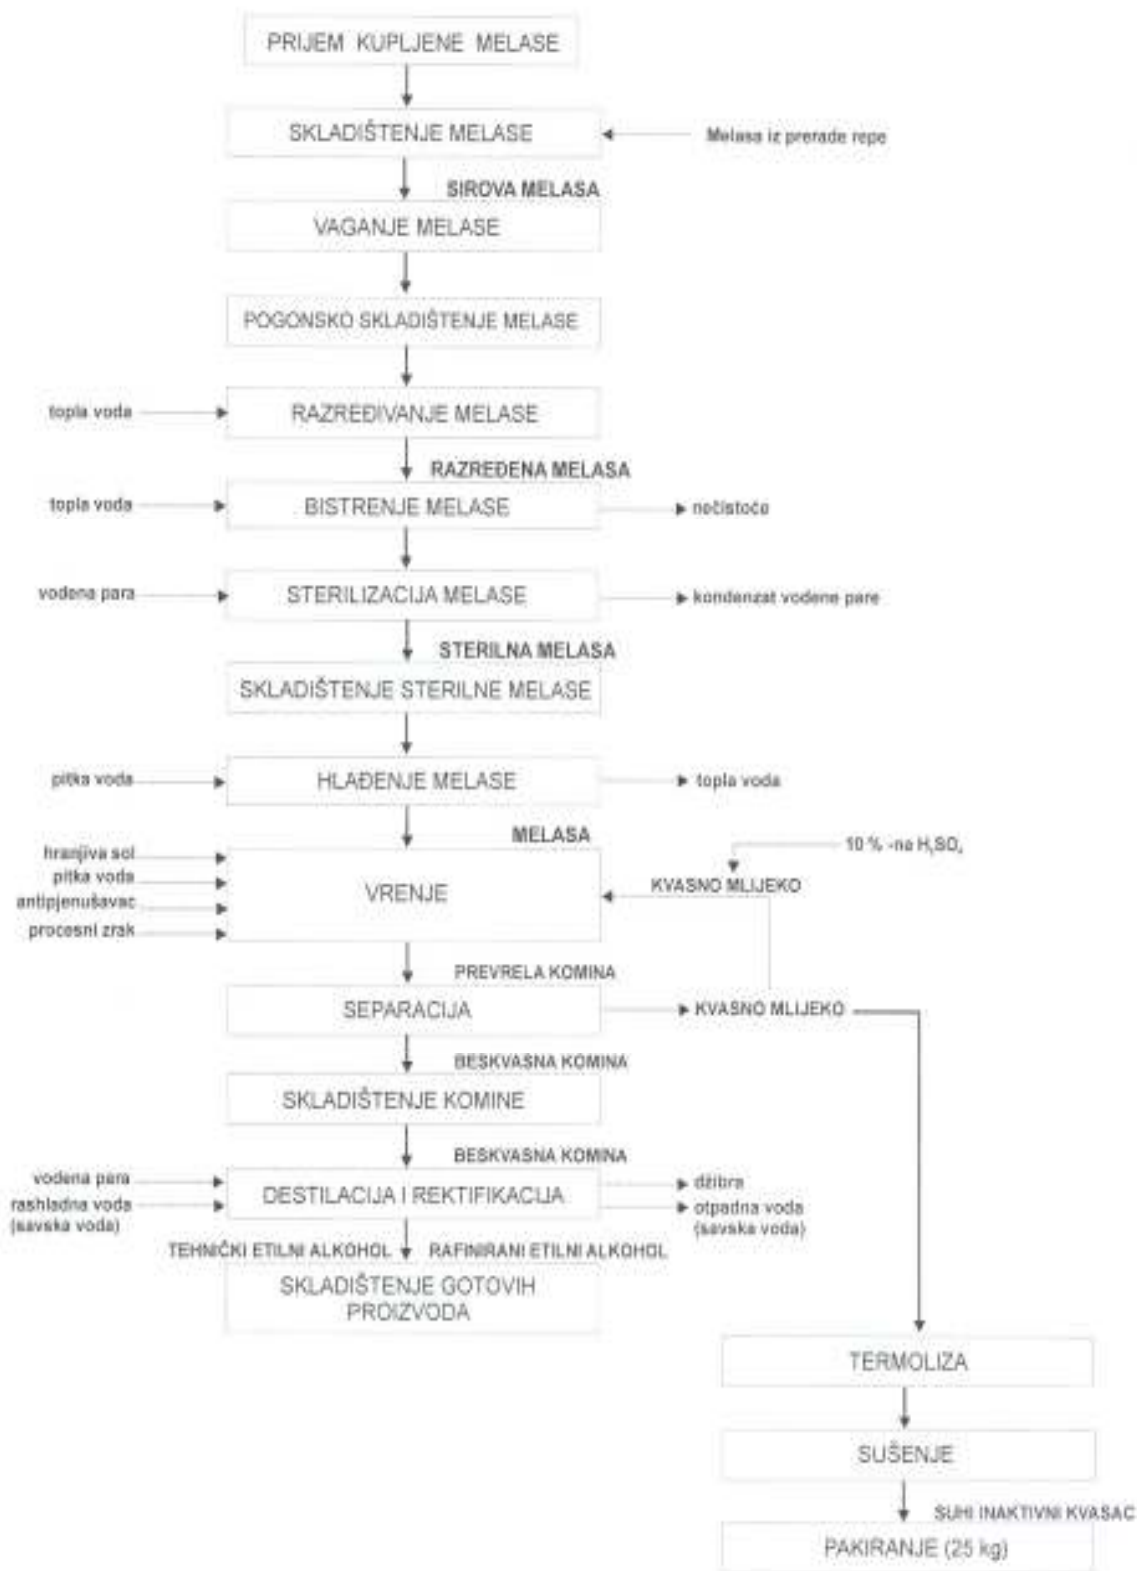 PRIJEM KUPLJENE MELASE
SKLADIŠTENJE MELASE
Melasa iz prerade repe
SIROVA MELASA
VAGANJE MELASE
POGONSKO SKLADIŠTENJE MELASE
topla voda
RAZREĐIVANJE MELASE
RAZREĐENA MELASA
topla voda
BISTRENJE MELASE
nečistoće
vodena para
STERILIZACIJA MELASE
kondenzat vodene pare
STERILNA MELASA
SKLADIŠTENJE STERILNE MELASE
pitka voda
HLAĐENJE MELASE
topla voda
MELASA
hranjiva sol
pitka voda
antipjenušavac
procesni zrak
VRENJE
10 % -na H₂SO₄
KVASNO MLIJEKO
PREVRELA KOMINA
SEPARACIJA
KVASNO MLIJEKO
BESKVASNA KOMINA
SKLADIŠTENJE KOMINE
BESKVASNA KOMINA
vodena para
rashladna voda
(savska voda)
DESTILACIJA I REKTIFIKACIJA
džibra
otpadna voda
(savska voda)
TEHNIČKI ETILNI ALKOHOL
RAFINIRANI ETILNI ALKOHOL
SKLADIŠTENJE GOTOVIH
PROIZVODA
TERMOLIZA
SUŠENJE
SUHI INAKTIVNI KVASAC
PAKIRANJE (25 kg)